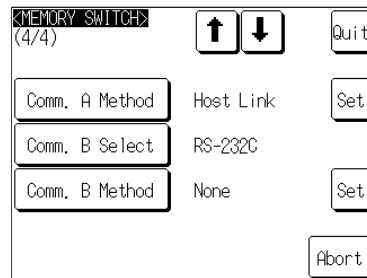 <MEMORY SWITCH>
(4/4)
Quit
Comm. A Method Host Link Set
Comm. B Select RS-232C
Comm. B Method None Set
Abort